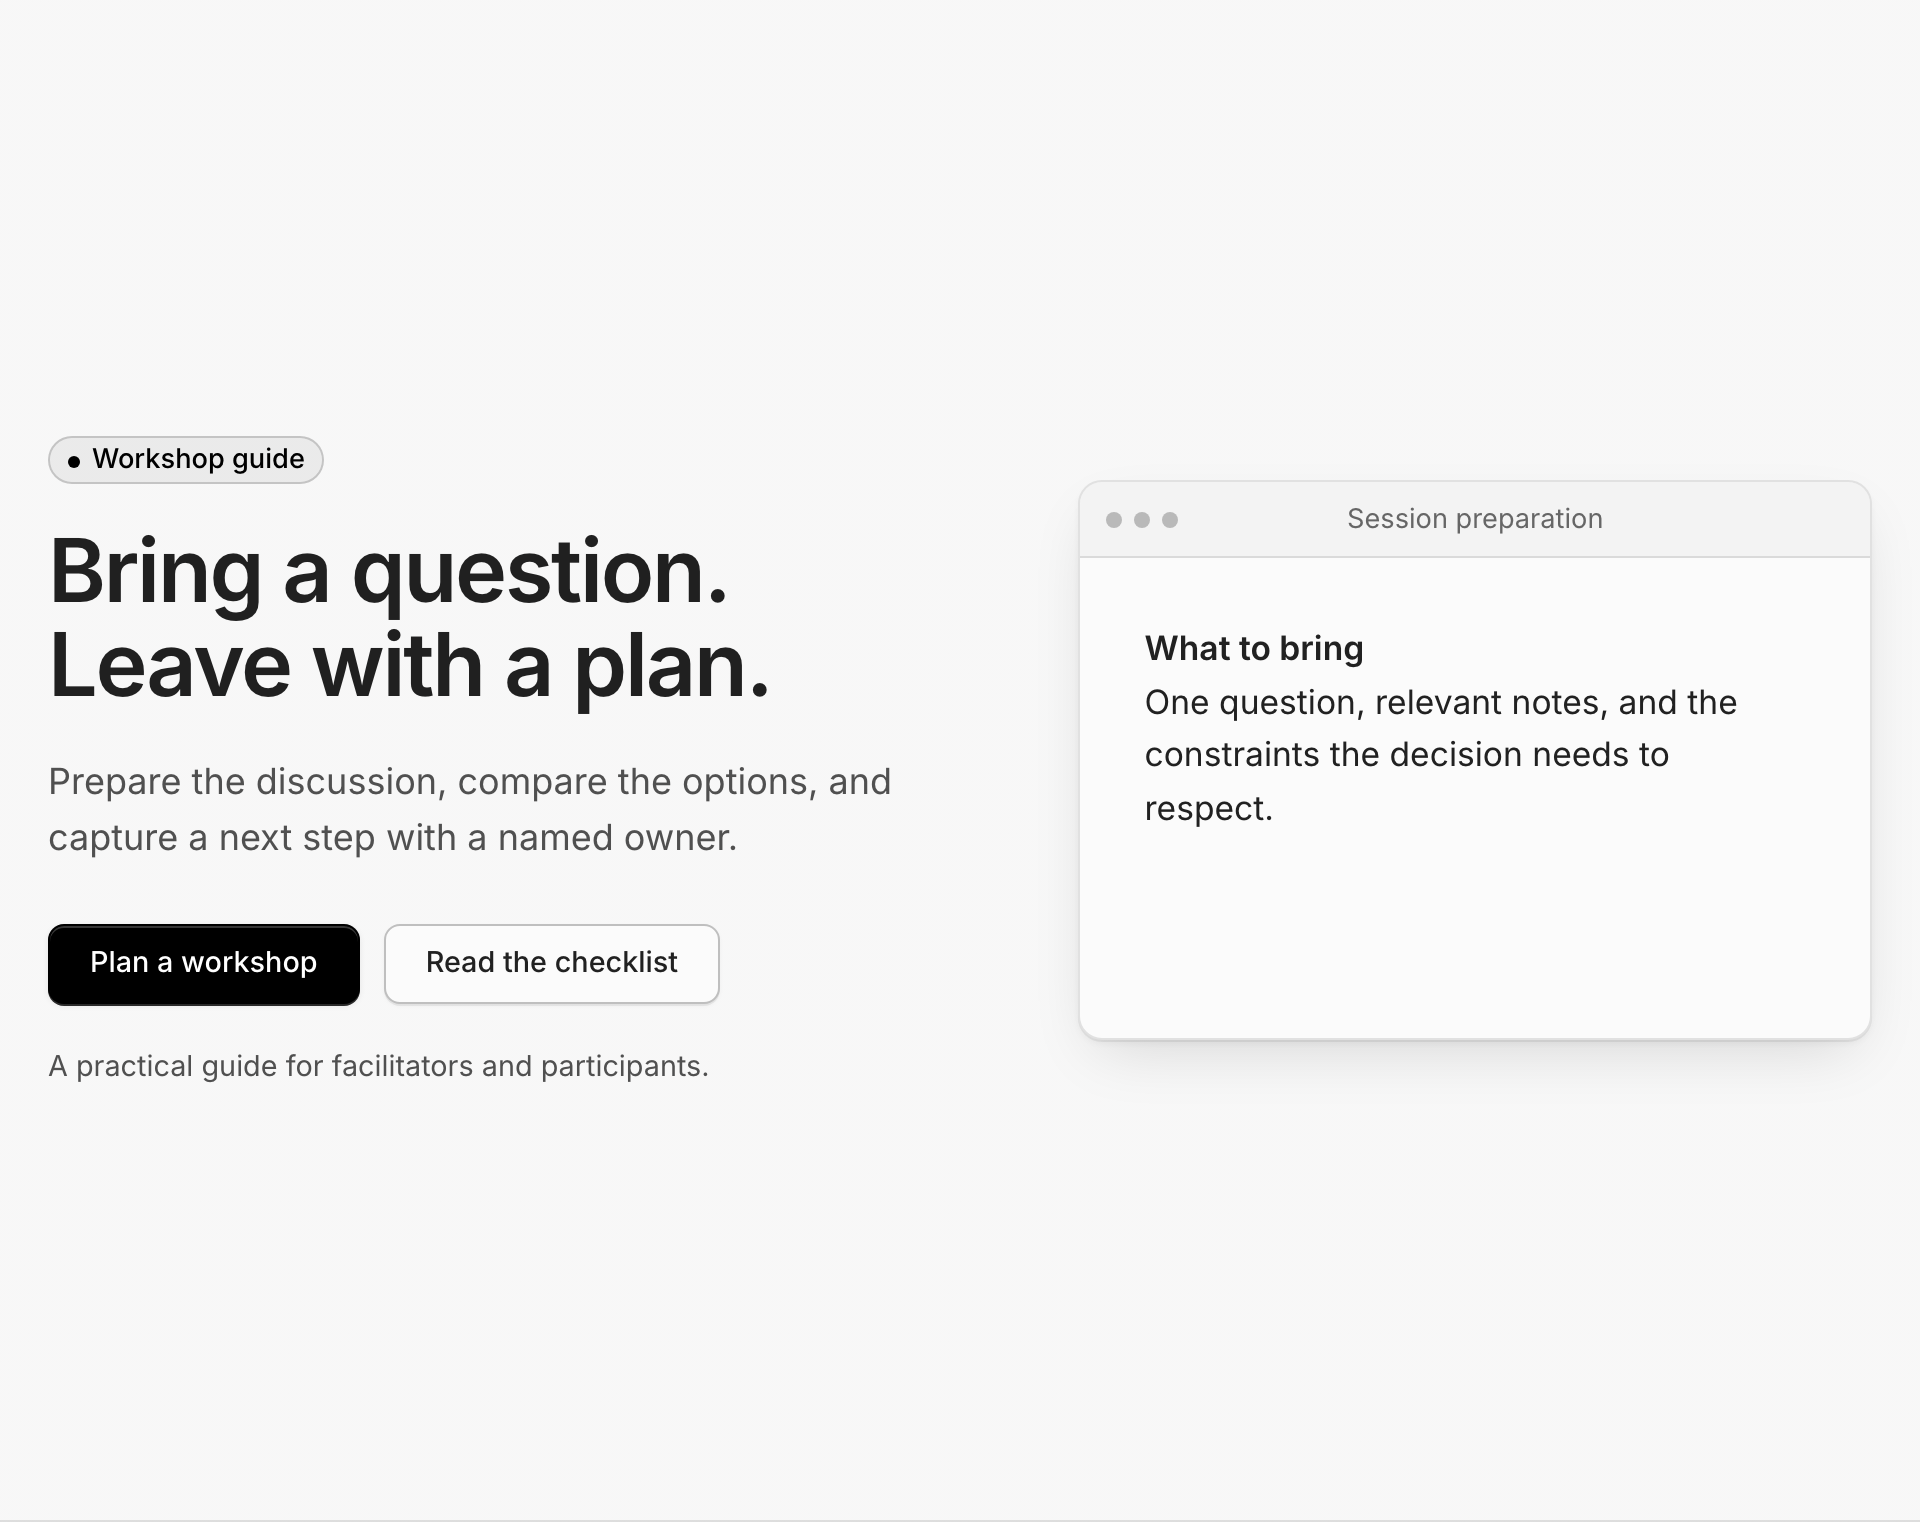 Workshop guide
Bring a question.
Leave with a plan.
Prepare the discussion, compare the options, and
capture a next step with a named owner.
Plan a workshop
Read the checklist
A practical guide for facilitators and participants.
Session preparation
What to bring
One question, relevant notes, and the
constraints the decision needs to
respect.